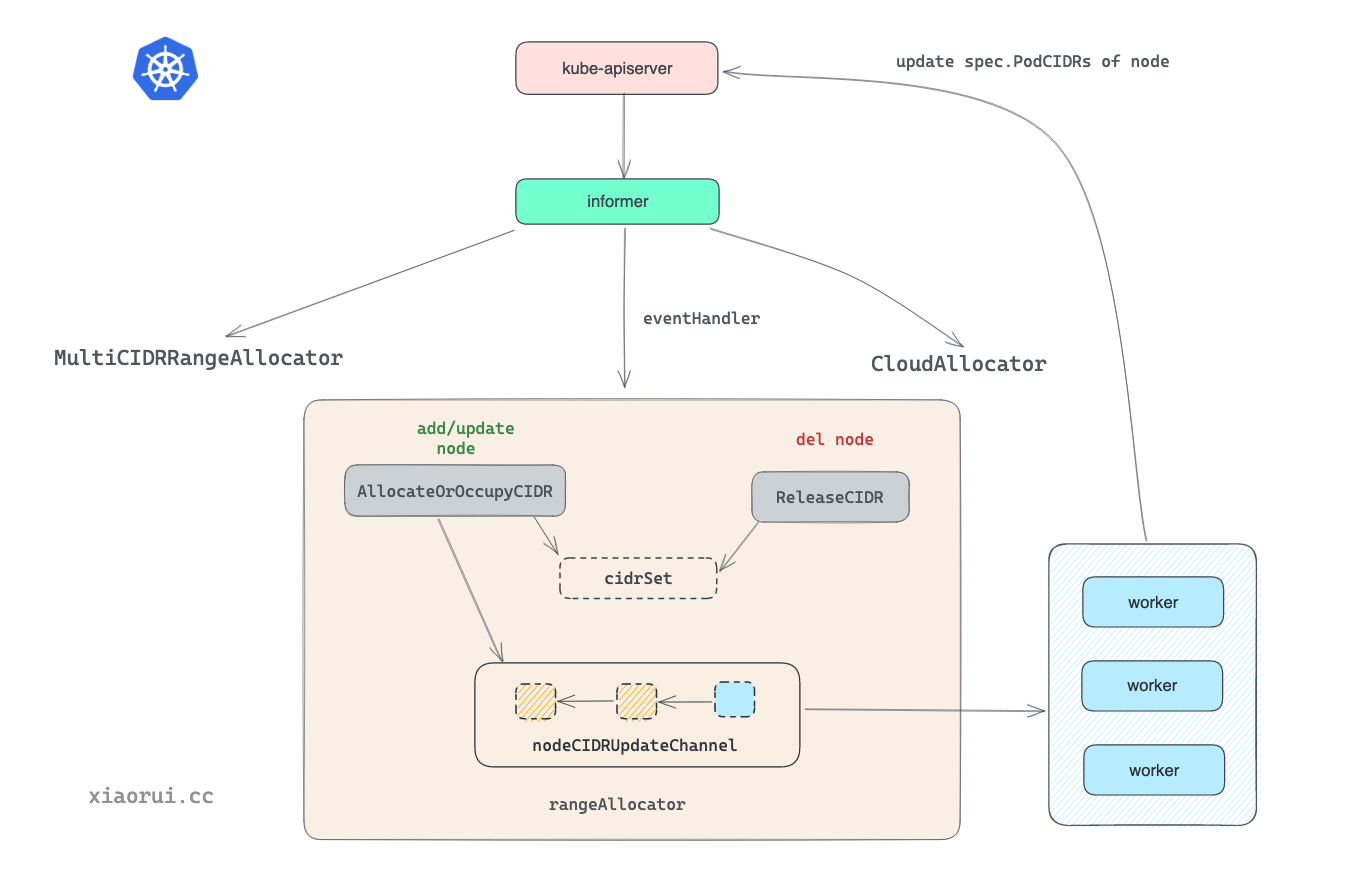 kube-apiserver
update spec.PodCIDRs of node
informer
eventHandler
MultiCIDRRangeAllocator
CloudAllocator
add/update
node
del node
AllocateOrOccupyCIDR
ReleaseCIDR
cidrSet
worker
worker
nodeCIDRUpdateChannel
worker
xiaorui.cc
rangeAllocator